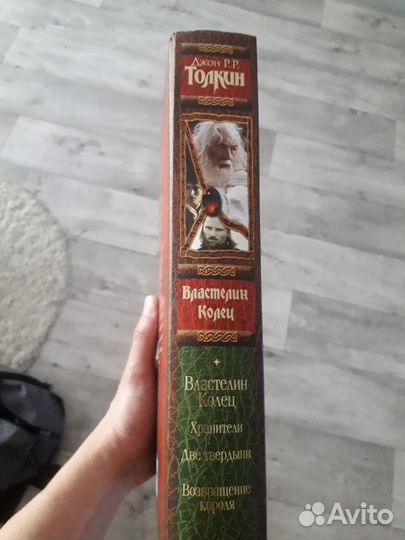 Джон Р.Р.
Толкин
Властелин
Колец
Властелин
Колец
Хранители
Две твердыни
Возвращение
короля
Avito